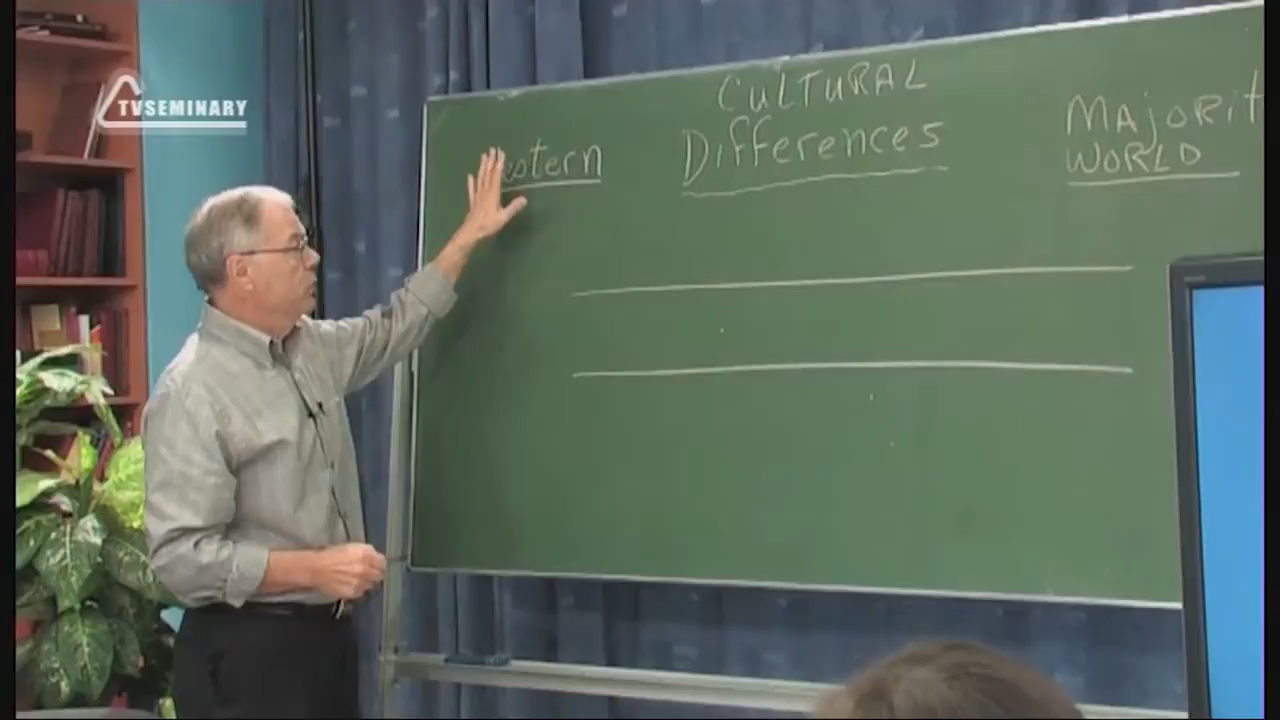 TVSEMINARY
CULTURAL
Differences
MAJORIT
WORLD